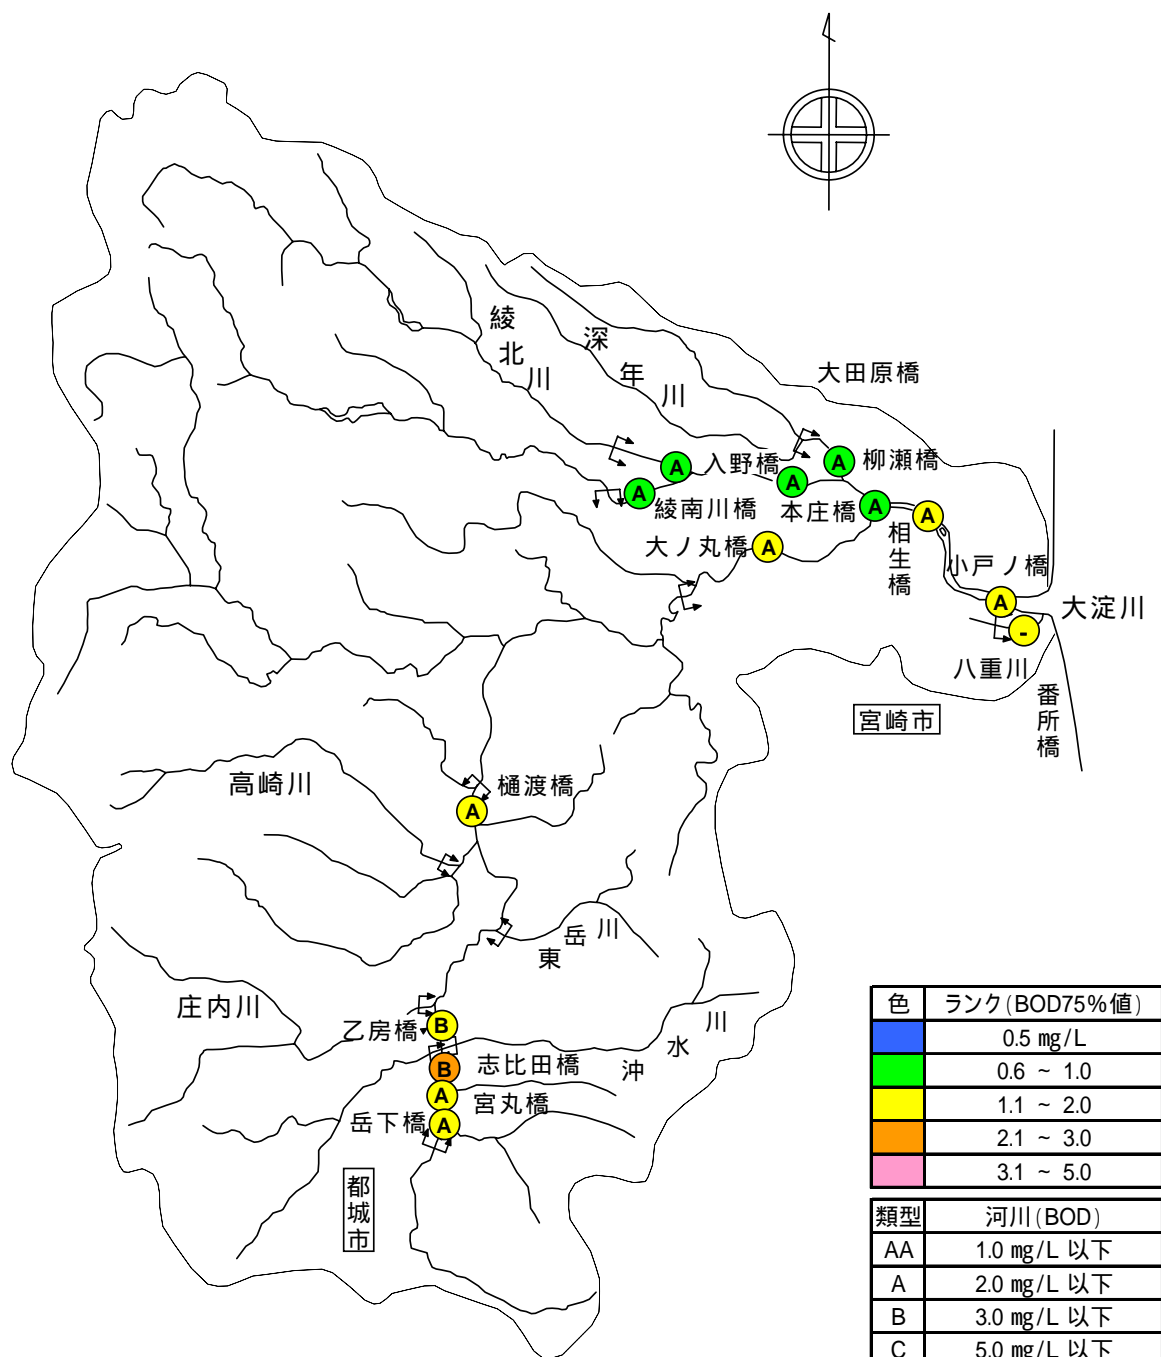 綾北川
深年川
大田原橋
A
入野橋
A
柳瀬橋
A
綾南川橋
A
本庄橋
A
相生橋
A
大ノ丸橋
A
小戸ノ橋
A
大淀川
-
八重川
番所橋
宮崎市
高崎川
樋渡橋
A
東岳川
庄内川
乙房橋
B
沖水川
B
志比田橋
A
宮丸橋
岳下橋
A
都城市
色 ランク(BOD75%値)
0.5 ㎎/L
0.6 ~ 1.0
1.1 ~ 2.0
2.1 ~ 3.0
3.1 ~ 5.0
類型 河川(BOD)
AA 1.0 ㎎/L 以下
A 2.0 ㎎/L 以下
B 3.0 ㎎/L 以下
C 5.0 ㎎/L 以下